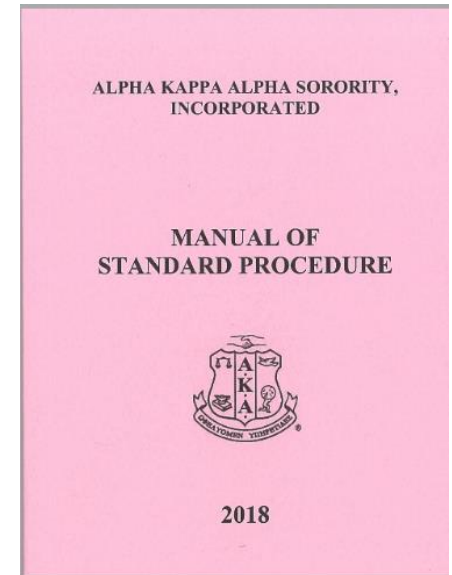 ALPHA KAPPA ALPHA SORORITY,
INCORPORATED
MANUAL OF
STANDARD PROCEDURE
A
K
A
®
2018